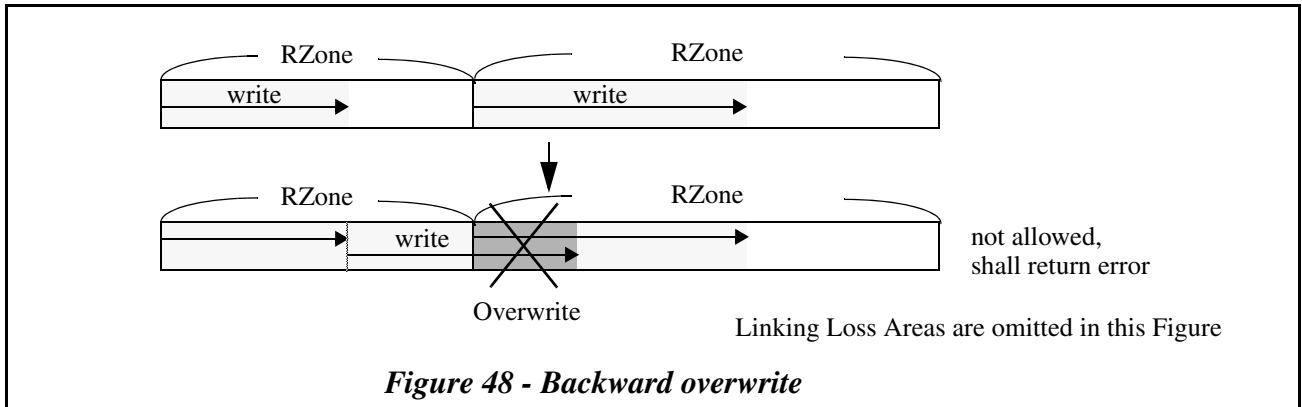 RZone RZone
write write
RZone RZone
write
not allowed,
shall return error
Overwrite
Linking Loss Areas are omitted in this Figure
Figure 48 - Backward overwrite